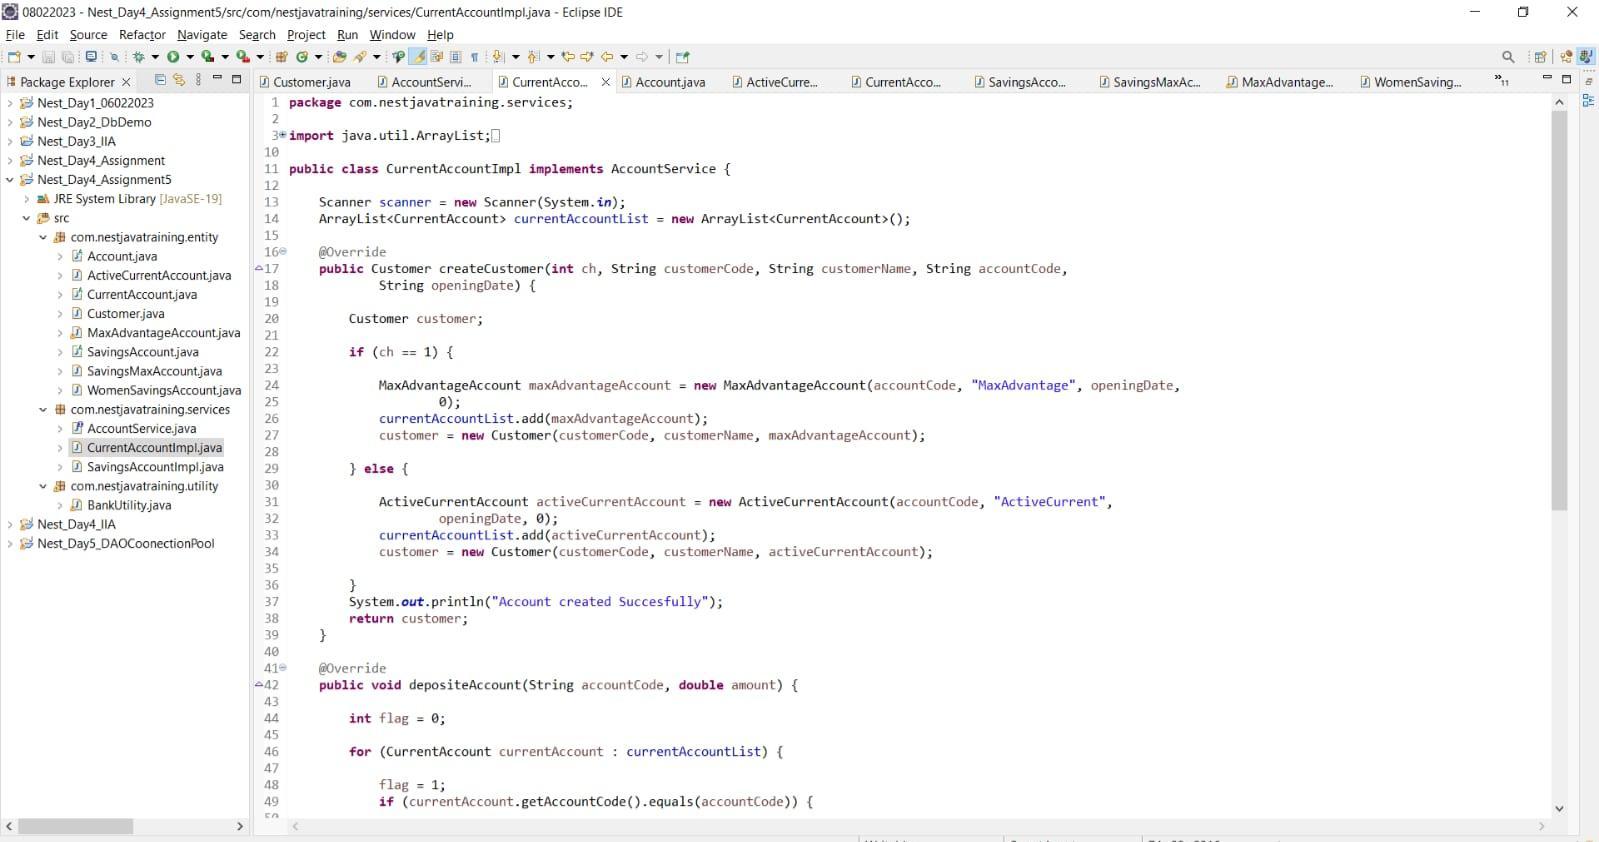 08022023 - Nest_Day4_Assignment5/src/com/nestjavatraining/services/CurrentAccountImpl.java - Eclipse IDE
File Edit Source Refactor Navigate Search Project Run Window Help
Package Explorer
Customer.java AccountServi... CurrentAcco... Account.java ActiveCurre... CurrentAcco... SavingsAcco... SavingsMaxAc... MaxAdvantage... WomenSaving... »11
Nest_Day1_06022023
Nest_Day2_DbDemo
Nest_Day3_IIA
Nest_Day4_Assignment
Nest_Day4_Assignment5
JRE System Library [JavaSE-19]
src
com.nestjavatraining.entity
Account.java
ActiveCurrentAccount.java
CurrentAccount.java
Customer.java
MaxAdvantageAccount.java
SavingsAccount.java
SavingsMaxAccount.java
WomenSavingsAccount.java
com.nestjavatraining.services
AccountService.java
CurrentAccountImpl.java
SavingsAccountImpl.java
com.nestjavatraining.utility
BankUtility.java
Nest_Day4_IIA
Nest_Day5_DAOCoonectionPool
1 package com.nestjavatraining.services;
2
3 import java.util.ArrayList;
10
11 public class CurrentAccountImpl implements AccountService {
12
13 Scanner scanner = new Scanner(System.in);
14 ArrayList<CurrentAccount> currentAccountList = new ArrayList<CurrentAccount>();
15
16 @Override
17 public Customer createCustomer(int ch, String customerCode, String customerName, String accountCode,
18 String openingDate) {
19
20 Customer customer;
21
22 if (ch == 1) {
23
24 MaxAdvantageAccount maxAdvantageAccount = new MaxAdvantageAccount(accountCode, "MaxAdvantage", openingDate,
25 0);
26 currentAccountList.add(maxAdvantageAccount);
27 customer = new Customer(customerCode, customerName, maxAdvantageAccount);
28
29 } else {
30
31 ActiveCurrentAccount activeCurrentAccount = new ActiveCurrentAccount(accountCode, "ActiveCurrent",
32 openingDate, 0);
33 currentAccountList.add(activeCurrentAccount);
34 customer = new Customer(customerCode, customerName, activeCurrentAccount);
35
36 }
37 System.out.println("Account created Succesfully");
38 return customer;
39 }
40
41 @Override
42 public void depositeAccount(String accountCode, double amount) {
43
44 int flag = 0;
45
46 for (CurrentAccount currentAccount : currentAccountList) {
47
48 flag = 1;
49 if (currentAccount.getAccountCode().equals(accountCode)) {